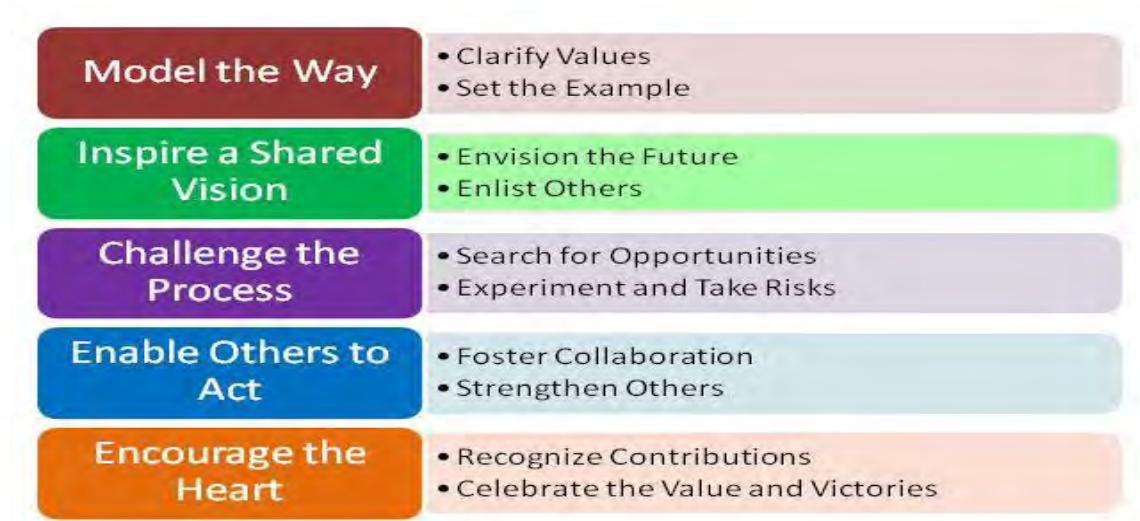 Model the Way
• Clarify Values
• Set the Example
Inspire a Shared
Vision
• Envision the Future
• Enlist Others
Challenge the
Process
• Search for Opportunities
• Experiment and Take Risks
Enable Others to
Act
• Foster Collaboration
• Strengthen Others
Encourage the
Heart
• Recognize Contributions
• Celebrate the Value and Victories